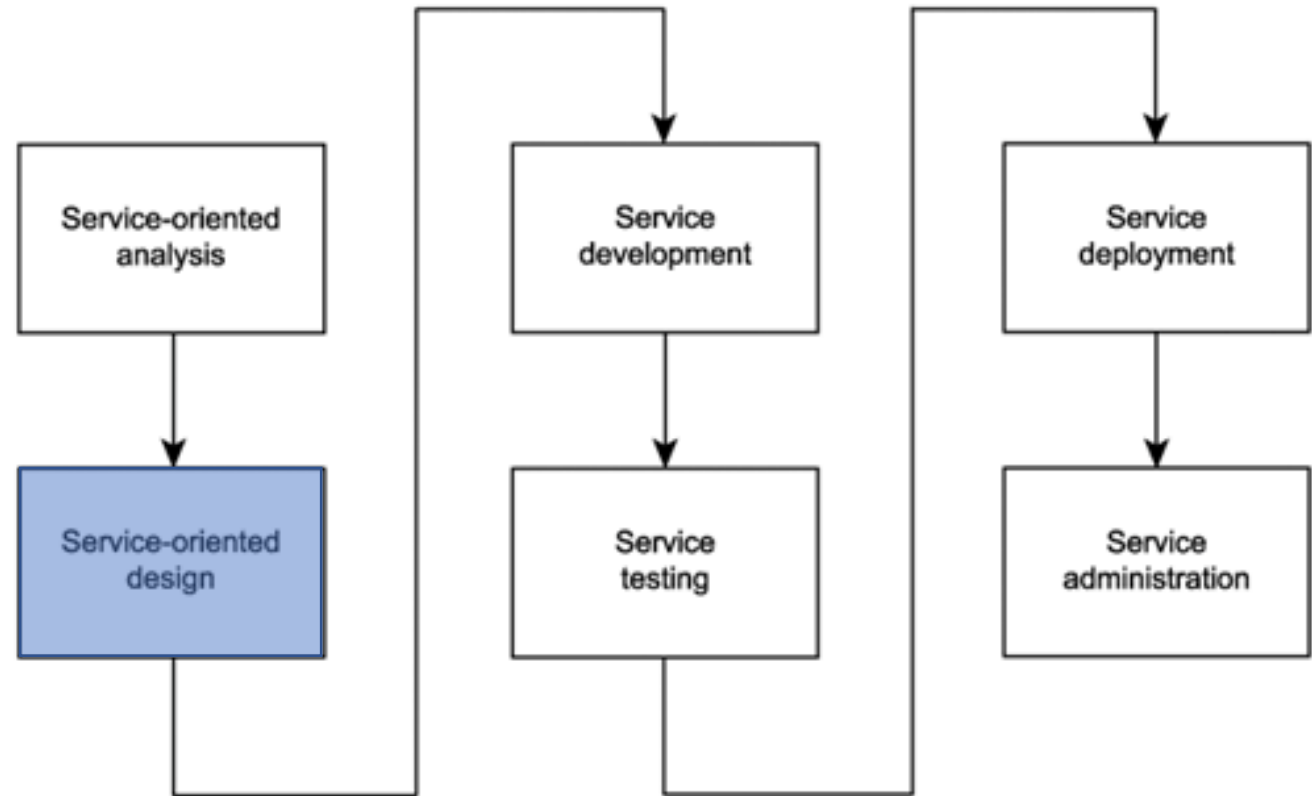 Service-oriented
analysis
Service-oriented
design
Service
development
Service
testing
Service
deployment
Service
administration